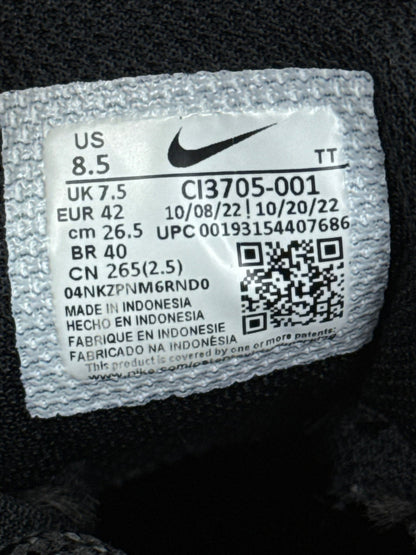 US
8.5
TT
UK 7.5 CI3705-001
EUR 42 10/08/22 | 10/20/22
cm 26.5 UPC 00193154407686
BR 40
CN 265(2.5)
04NKZPNM6RND0
MADE IN INDONESIA
HECHO EN INDONESIA
FABRIQUE EN INDONESIE
FABRICADO NA INDONÈSIA
This product is covered by one or more patents: